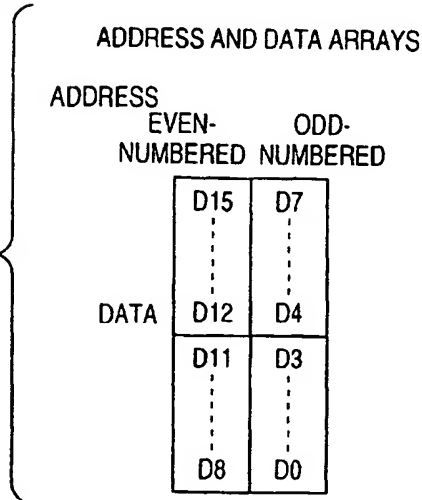 ADDRESS AND DATA ARRAYS
ADDRESS
EVEN- ODD-
NUMBERED NUMBERED
D15 D7
DATA D12 D4
D11 D3
D8 D0